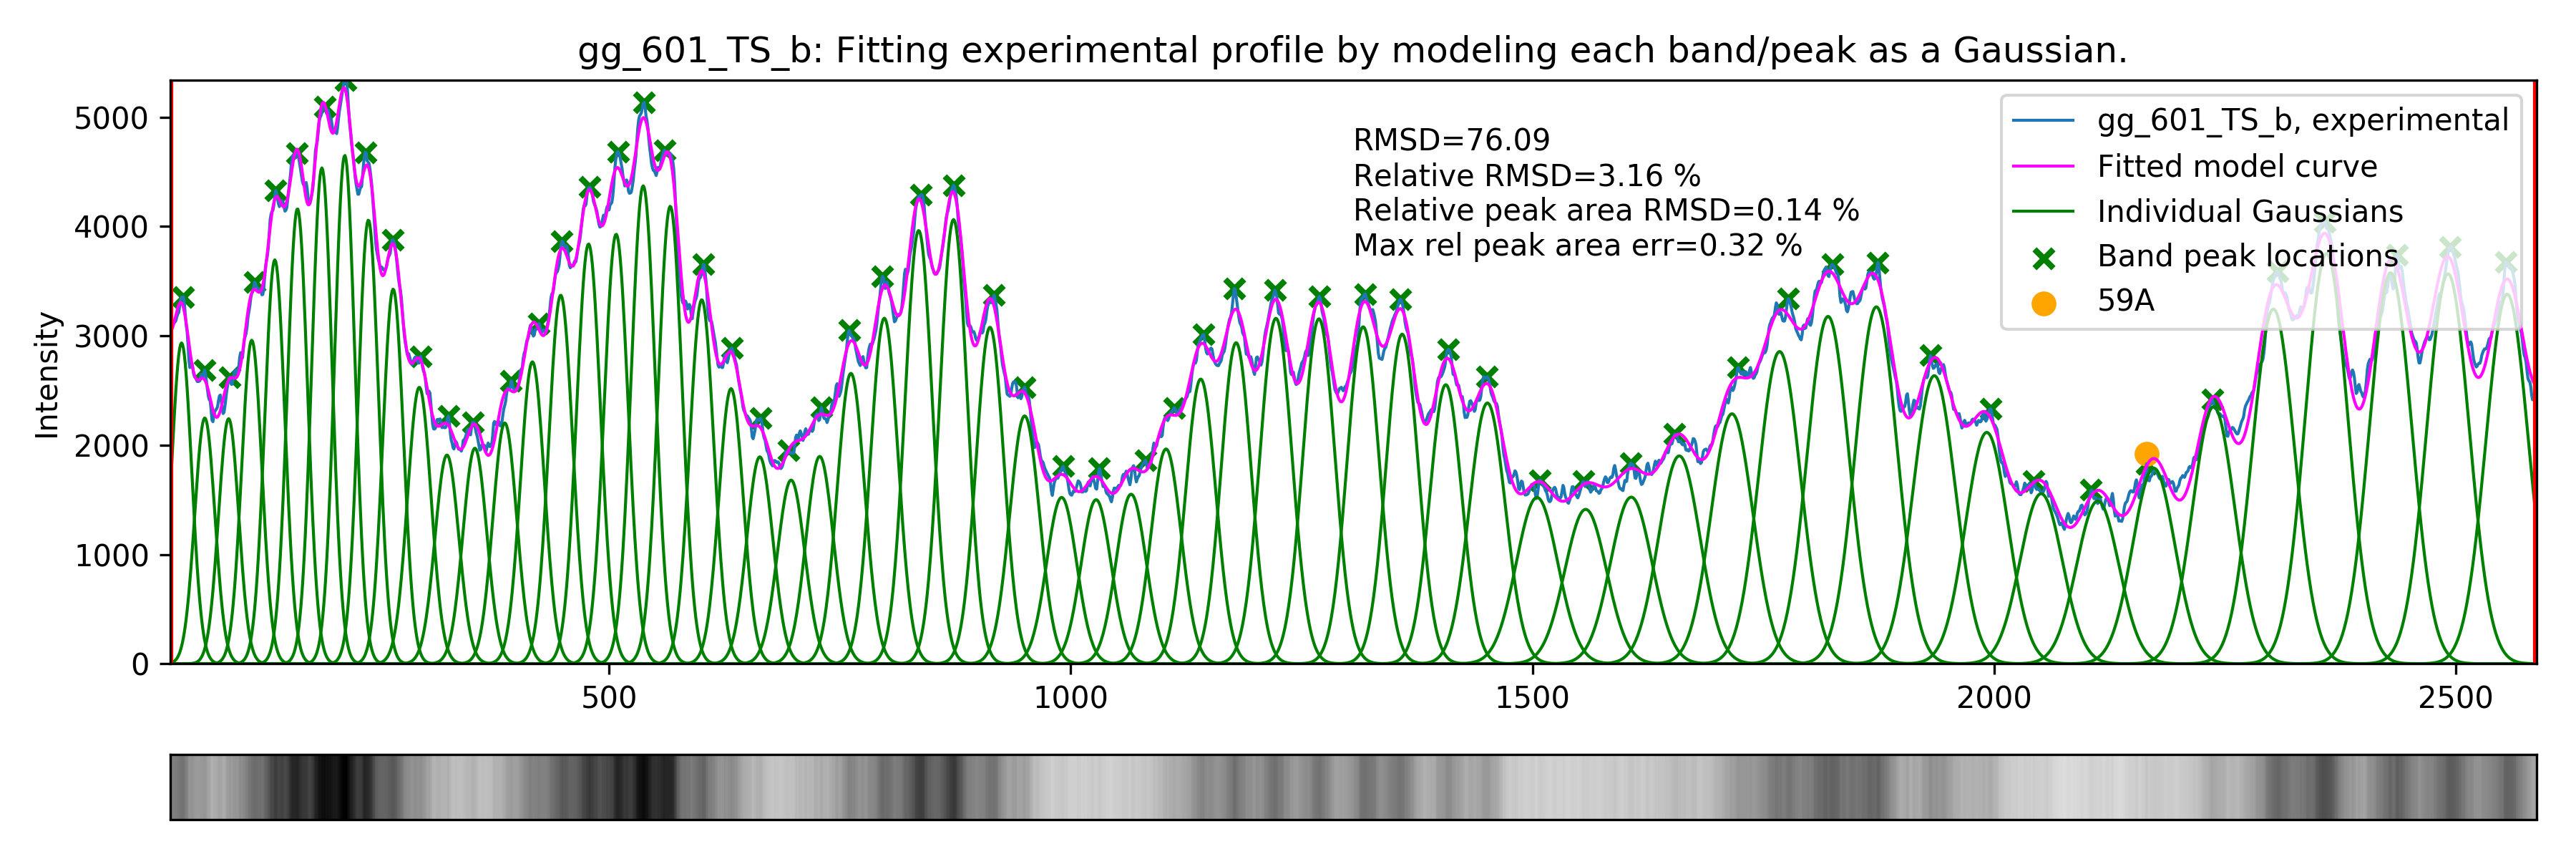 gg_601_TS_b: Fitting experimental profile by modeling each band/peak as a Gaussian.
Intensity
5000
4000
3000
2000
1000
0
RMSD=76.09
Relative RMSD=3.16 %
Relative peak area RMSD=0.14 %
Max rel peak area err=0.32 %
gg_601_TS_b, experimental
Fitted model curve
Individual Gaussians
Band peak locations
59A
500
1000
1500
2000
2500